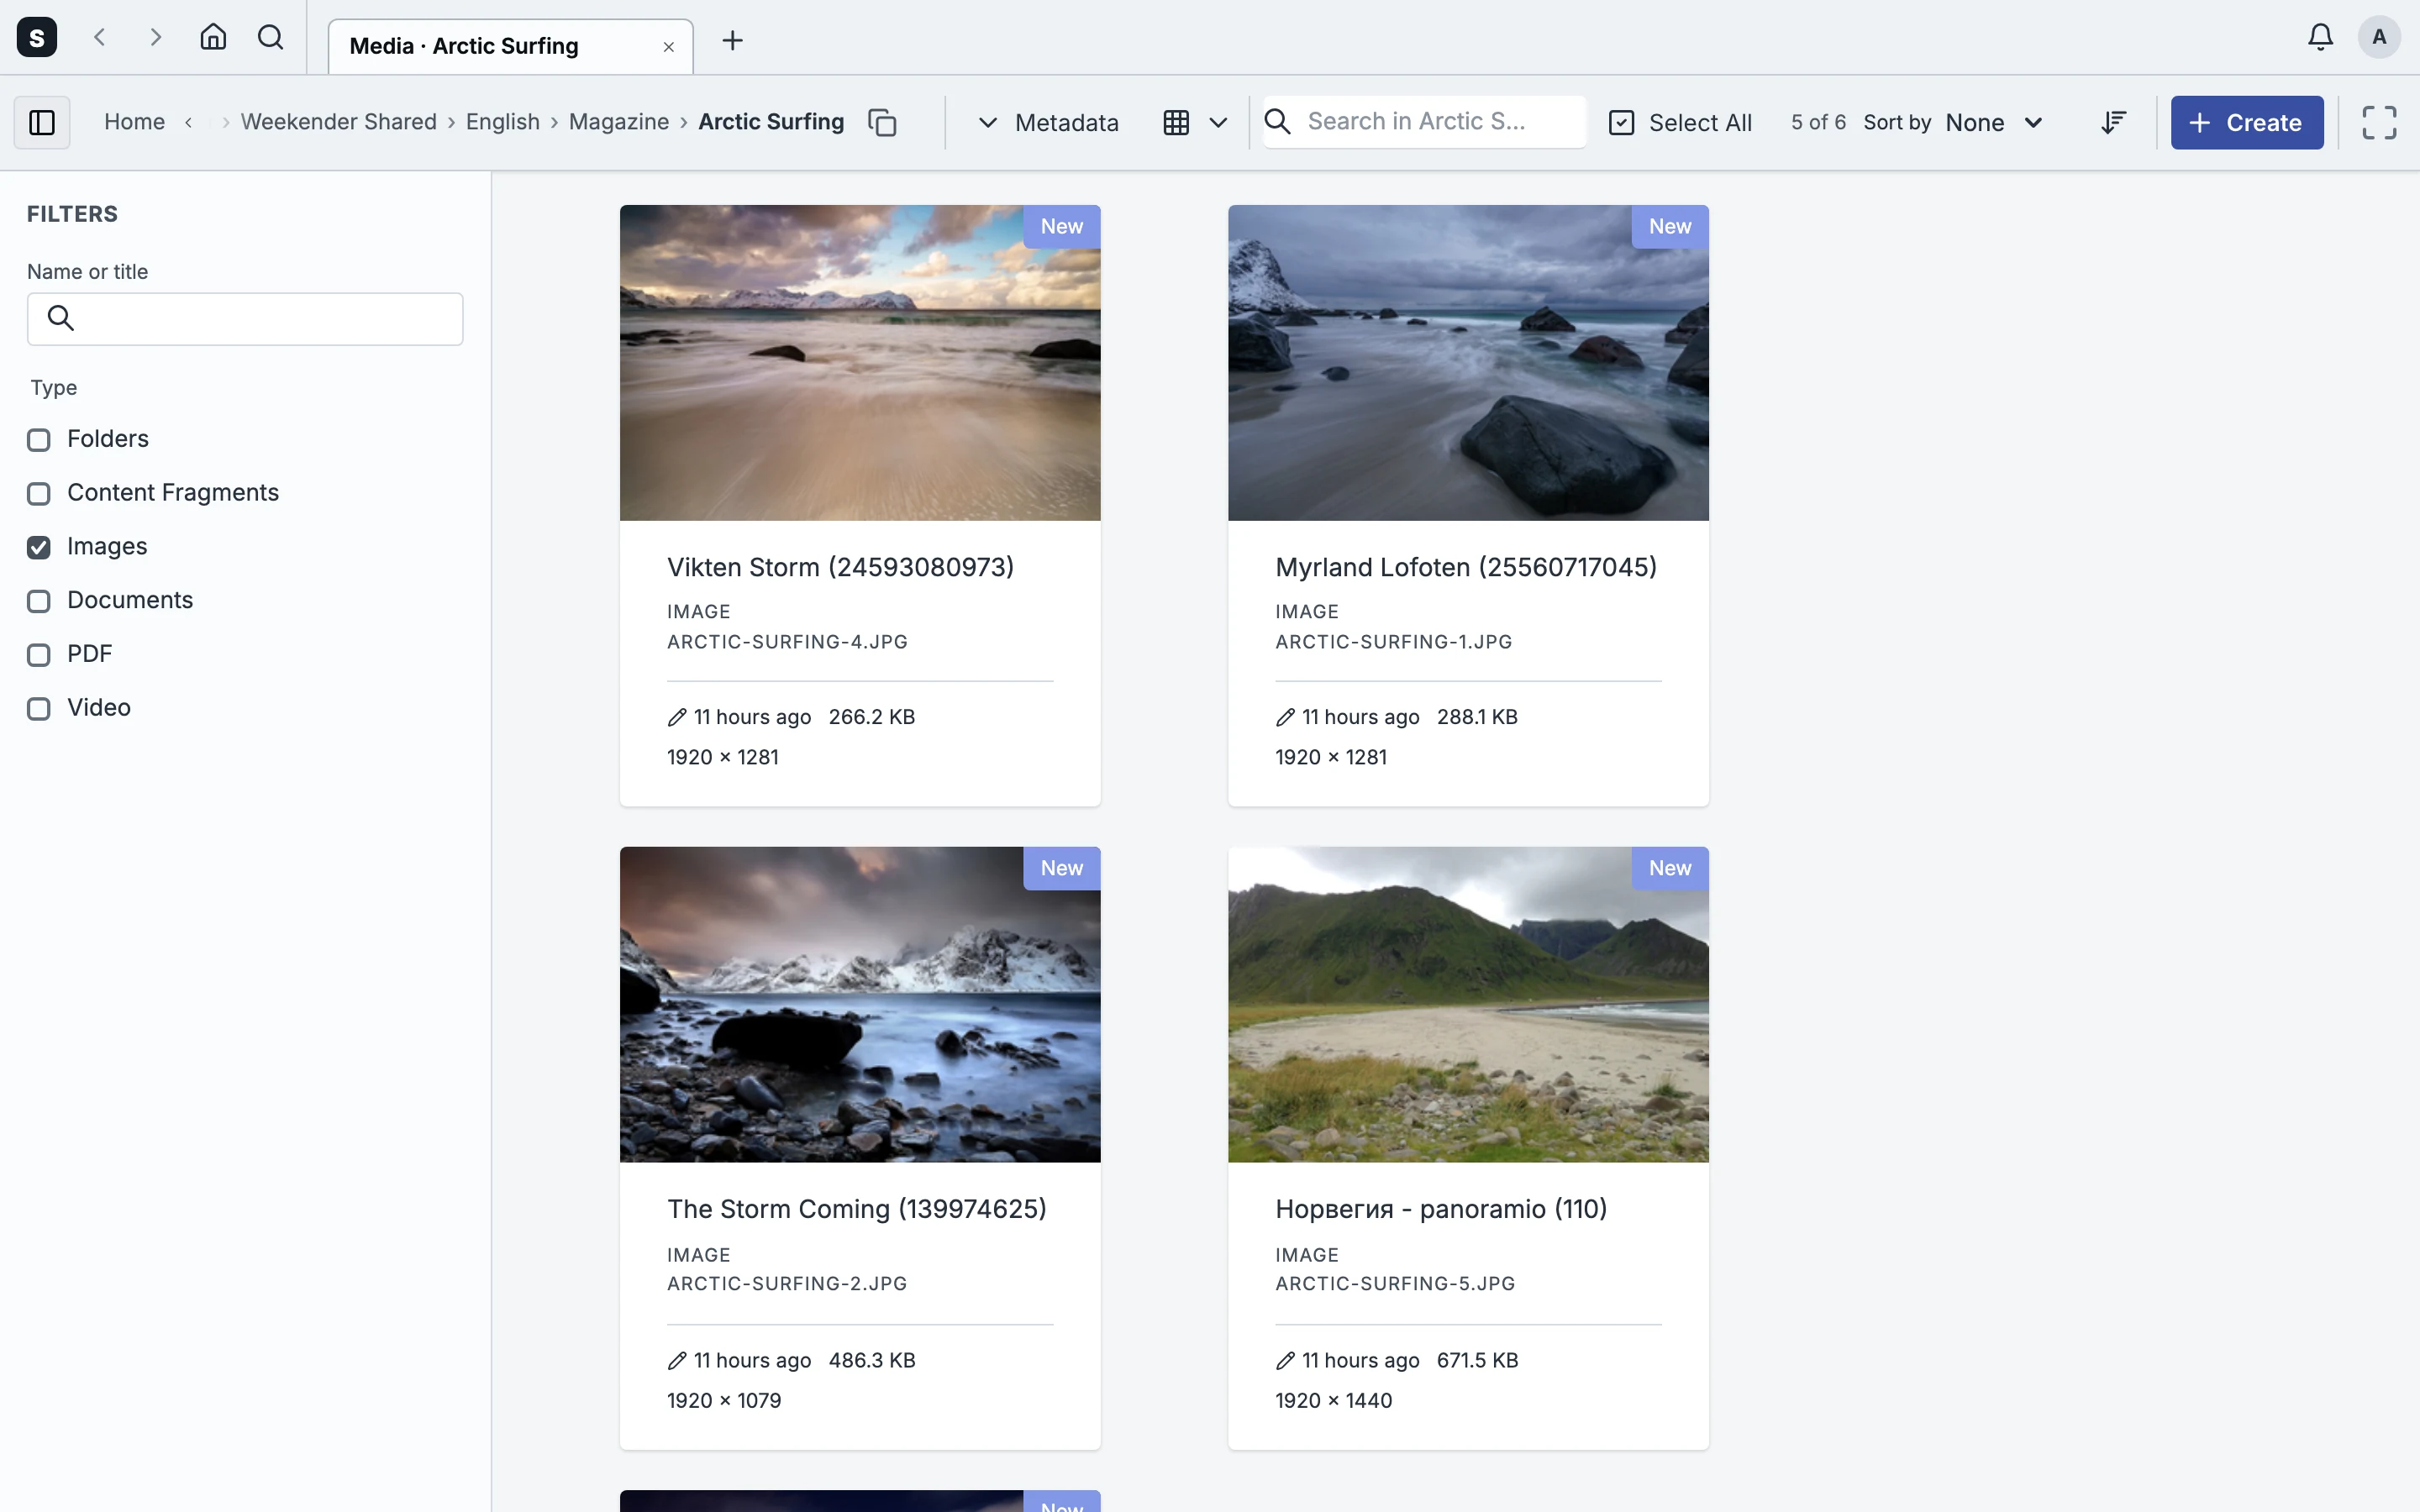 S
Media · Arctic Surfing
A
Home
Weekender Shared
English
Magazine
Arctic Surfing
Metadata
Search in Arctic S...
Select All
5 of 6
Sort by
None
Create
FILTERS
Name or title
Type
Folders
Content Fragments
Images
Documents
PDF
Video
New
Vikten Storm (24593080973)
IMAGE
ARCTIC-SURFING-4.JPG
11 hours ago 266.2 KB
1920 × 1281
New
Myrland Lofoten (25560717045)
IMAGE
ARCTIC-SURFING-1.JPG
11 hours ago 288.1 KB
1920 × 1281
New
The Storm Coming (139974625)
IMAGE
ARCTIC-SURFING-2.JPG
11 hours ago 486.3 KB
1920 × 1079
New
Норвегия - panoramio (110)
IMAGE
ARCTIC-SURFING-5.JPG
11 hours ago 671.5 KB
1920 × 1440
New